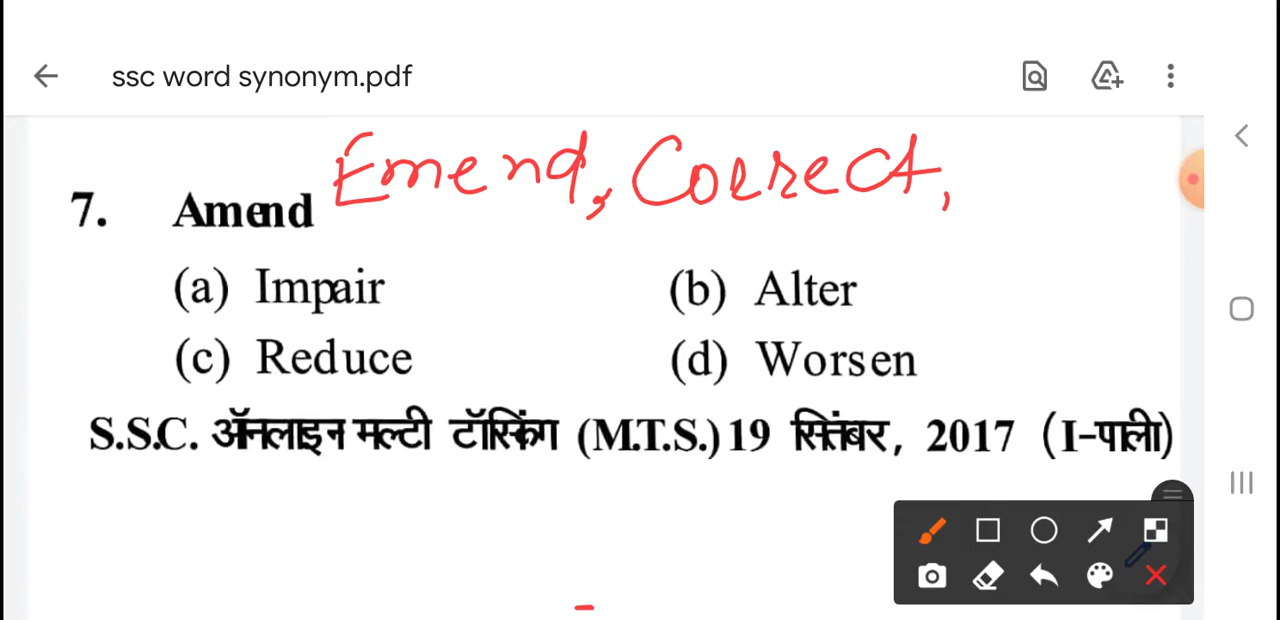 ssc word synonym.pdf
Emend, Correct,
7. Amend
(a) Impair (b) Alter
(c) Reduce (d) Worsen
S.S.C. ऑनलाइन मल्टी टॉस्किंग (M.T.S.) 19 सितंबर, 2017 (I-पाली)